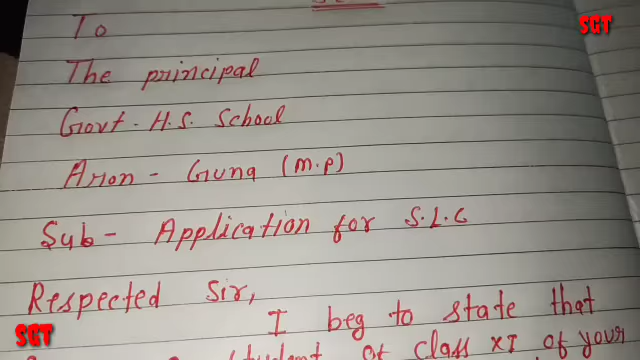 SGT
To
The principal
Govt - H.S. School
Aron - Guna (M.P)
Sub - Application for S.L.C
Respected Sir,
I beg to state that
student of class XI of your
SGT